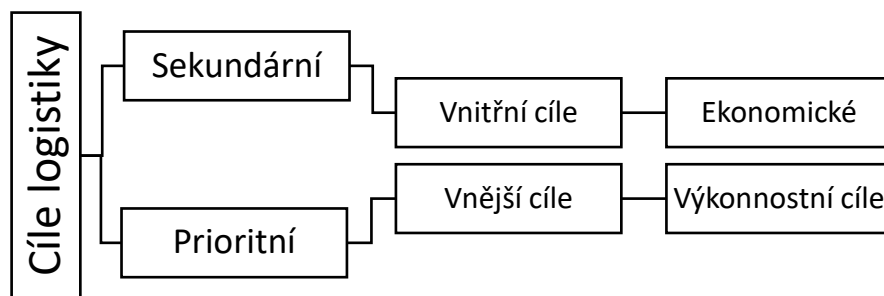 Cíle logistiky
Sekundární
Vnitřní cíle
Ekonomické
Prioritní
Vnější cíle
Výkonnostní cíle